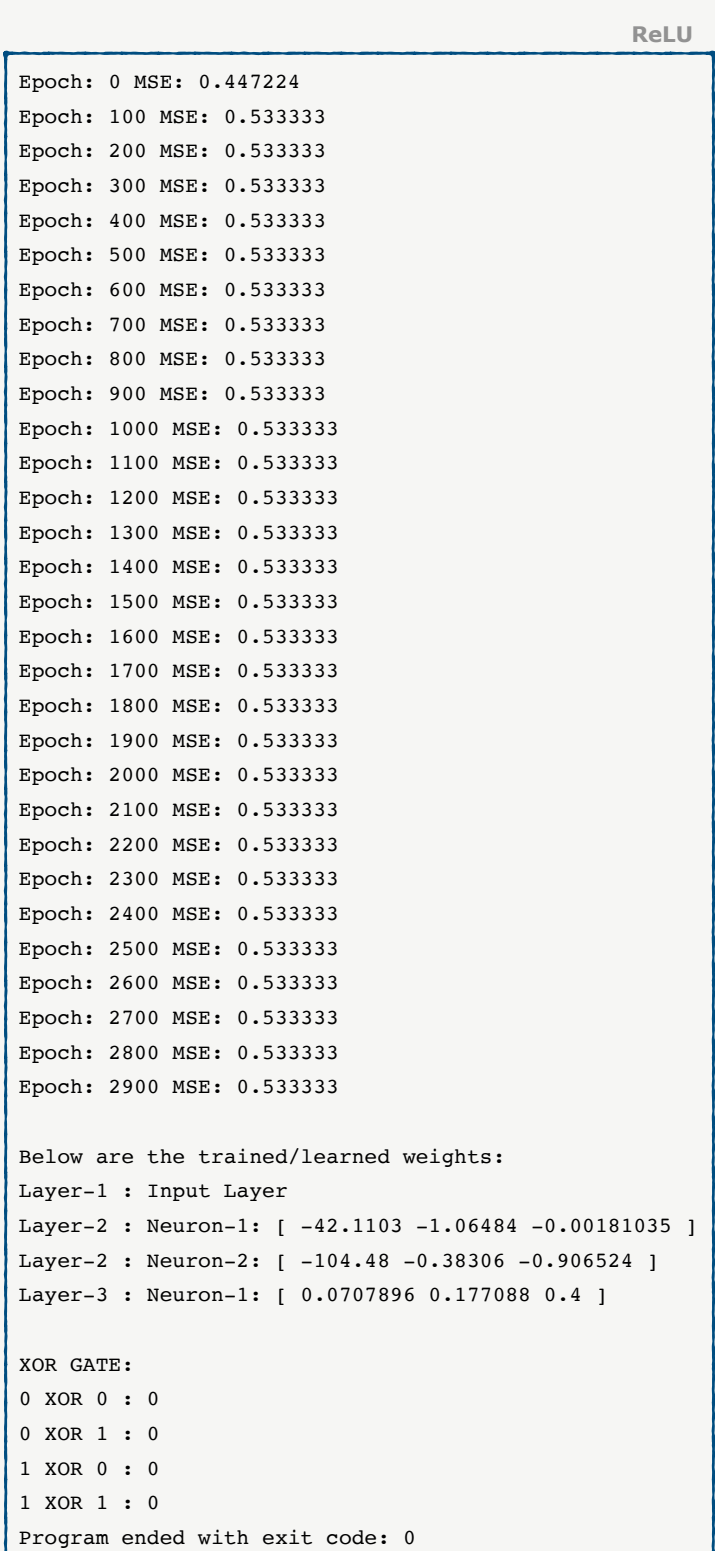 ReLU
Epoch: 0 MSE: 0.447224
Epoch: 100 MSE: 0.533333
Epoch: 200 MSE: 0.533333
Epoch: 300 MSE: 0.533333
Epoch: 400 MSE: 0.533333
Epoch: 500 MSE: 0.533333
Epoch: 600 MSE: 0.533333
Epoch: 700 MSE: 0.533333
Epoch: 800 MSE: 0.533333
Epoch: 900 MSE: 0.533333
Epoch: 1000 MSE: 0.533333
Epoch: 1100 MSE: 0.533333
Epoch: 1200 MSE: 0.533333
Epoch: 1300 MSE: 0.533333
Epoch: 1400 MSE: 0.533333
Epoch: 1500 MSE: 0.533333
Epoch: 1600 MSE: 0.533333
Epoch: 1700 MSE: 0.533333
Epoch: 1800 MSE: 0.533333
Epoch: 1900 MSE: 0.533333
Epoch: 2000 MSE: 0.533333
Epoch: 2100 MSE: 0.533333
Epoch: 2200 MSE: 0.533333
Epoch: 2300 MSE: 0.533333
Epoch: 2400 MSE: 0.533333
Epoch: 2500 MSE: 0.533333
Epoch: 2600 MSE: 0.533333
Epoch: 2700 MSE: 0.533333
Epoch: 2800 MSE: 0.533333
Epoch: 2900 MSE: 0.533333
Below are the trained/learned weights:
Layer-1 : Input Layer
Layer-2 : Neuron-1: [ -42.1103 -1.06484 -0.00181035 ]
Layer-2 : Neuron-2: [ -104.48 -0.38306 -0.906524 ]
Layer-3 : Neuron-1: [ 0.0707896 0.177088 0.4 ]
XOR GATE:
0 XOR 0 : 0
0 XOR 1 : 0
1 XOR 0 : 0
1 XOR 1 : 0
Program ended with exit code: 0